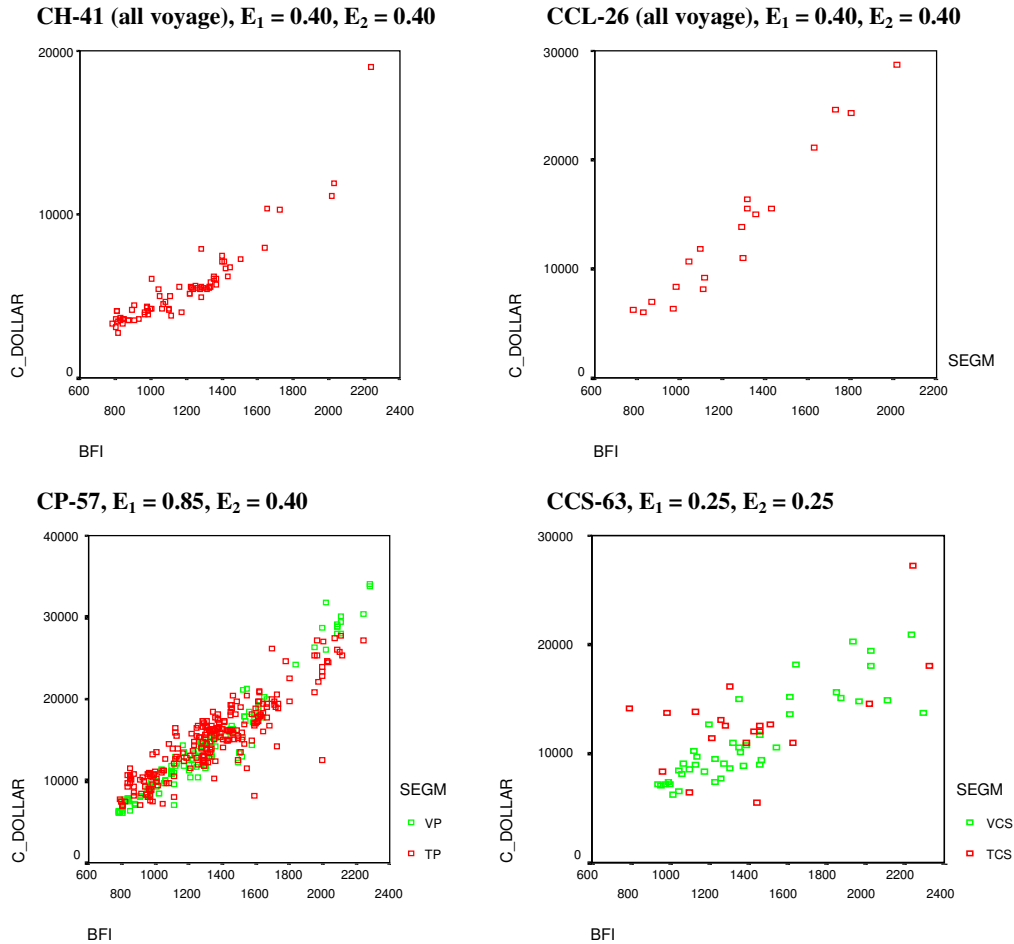 CH-41 (all voyage), E1 = 0.40, E2 = 0.40
C_DOLLAR
20000
10000
0
600 800 1000 1200 1400 1600 1800 2000 2200 2400
BFI
CCL-26 (all voyage), E1 = 0.40, E2 = 0.40
C_DOLLAR
30000
20000
10000
0
600 800 1000 1200 1400 1600 1800 2000 2200
BFI
SEGM
CP-57, E1 = 0.85, E2 = 0.40
C_DOLLAR
40000
30000
20000
10000
0
600 800 1000 1200 1400 1600 1800 2000 2200 2400
BFI
SEGM
VP
TP
CCS-63, E1 = 0.25, E2 = 0.25
C_DOLLAR
30000
20000
10000
0
600 800 1000 1200 1400 1600 1800 2000 2200 2400
BFI
SEGM
VCS
TCS